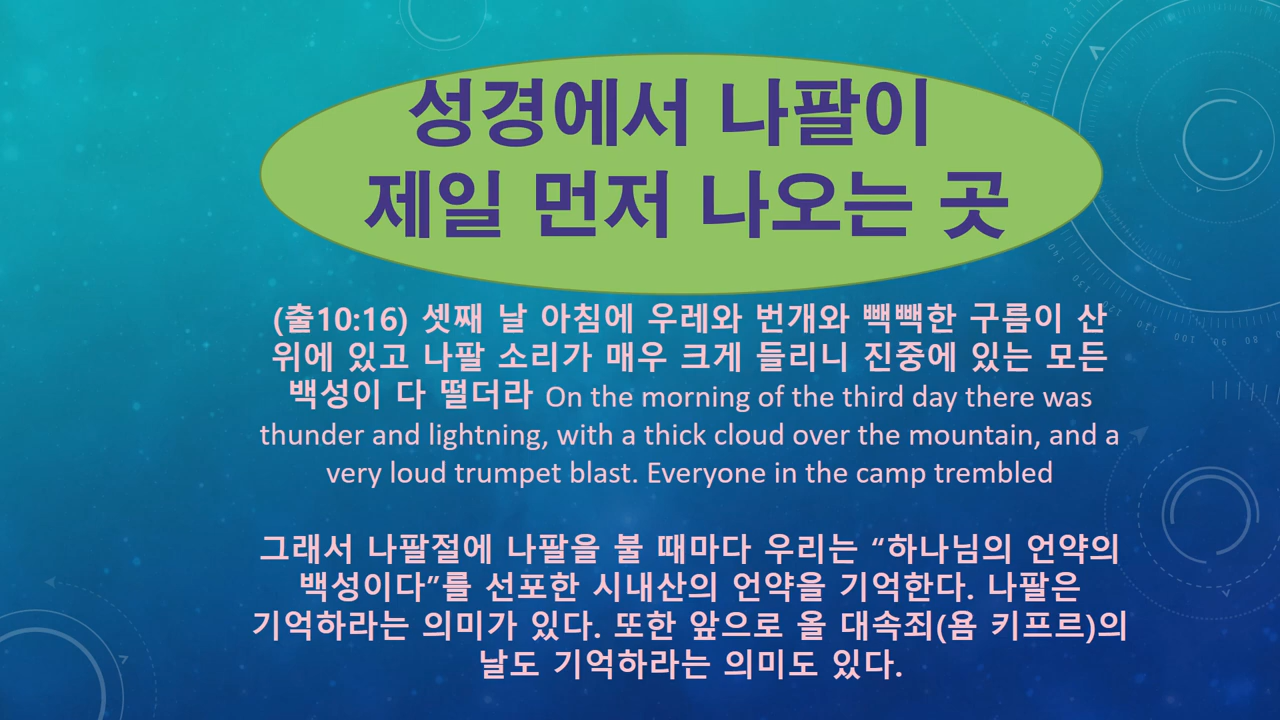 성경에서 나팔이
제일 먼저 나오는 곳
(출10:16) 셋째 날 아침에 우레와 번개와 빽빽한 구름이 산
위에 있고 나팔 소리가 매우 크게 들리니 진중에 있는 모든
백성이 다 떨더라 On the morning of the third day there was
thunder and lightning, with a thick cloud over the mountain, and a
very loud trumpet blast. Everyone in the camp trembled
그래서 나팔절에 나팔을 불 때마다 우리는 “하나님의 언약의
백성이다”를 선포한 시내산의 언약을 기억한다. 나팔은
기억하라는 의미가 있다. 또한 앞으로 올 대속죄(욤 키프르)의
날도 기억하라는 의미도 있다.